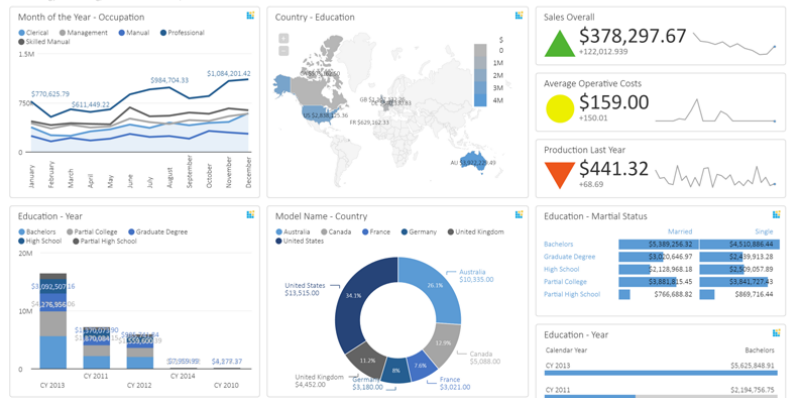 Month of the Year - Occupation
Clerical Management Manual Professional
Skilled Manual
1.5M
$1,084,201.42
$984,704.33
$770,625.79
$611,449.22
750K
0
January February March April May June July August September October November December
Country - Education
$
0
1M
2M
3M
4M
Sales Overall
$378,297.67
+122,012.939
Average Operative Costs
$159.00
+150.01
Production Last Year
$441.32
+68.69
Education - Year
Bachelors Partial College Graduate Degree
High School Partial High School
20M
10M
0
CY 2013 CY 2011 CY 2012 CY 2014 CY 2010
Model Name - Country
Australia Canada France Germany United Kingdom
United States
United States
$13,515.00
34.1%
Australia
$10,335.00
26.1%
Canada
$5,088.00
12.9%
United Kingdom
$4,452.00
11.2%
Germany
$3,180.00
8%
France
$3,021.00
7.6%
Education - Martial Status
Married Single
Bachelors $5,389,256.32 $4,510,886.44
Graduate Degree $3,020,646.97 $2,439,913.28
High School $2,128,968.18 $2,509,057.89
Partial College $3,881,815.45 $3,941,727.43
Partial High School $766,688.82 $869,716.44
Education - Year
Calendar Year Bachelors
CY 2013 $5,625,848.91
CY 2011 $2,194,756.75